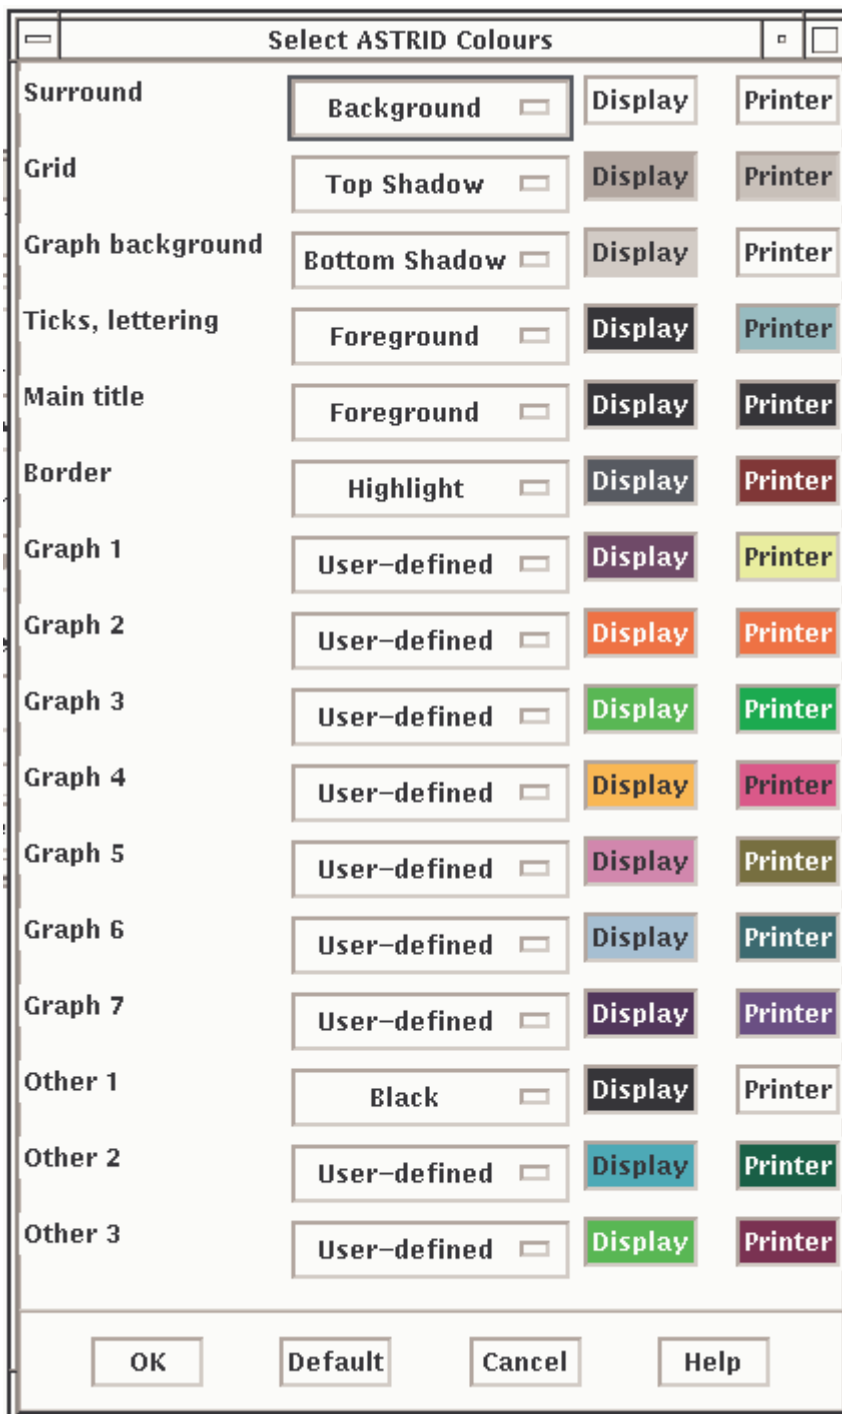 Select ASTRID Colours
Surround Background Display Printer
Grid Top Shadow Display Printer
Graph background Bottom Shadow Display Printer
Ticks, lettering Foreground Display Printer
Main title Foreground Display Printer
Border Highlight Display Printer
Graph 1 User-defined Display Printer
Graph 2 User-defined Display Printer
Graph 3 User-defined Display Printer
Graph 4 User-defined Display Printer
Graph 5 User-defined Display Printer
Graph 6 User-defined Display Printer
Graph 7 User-defined Display Printer
Other 1 Black Display Printer
Other 2 User-defined Display Printer
Other 3 User-defined Display Printer
OK Default Cancel Help